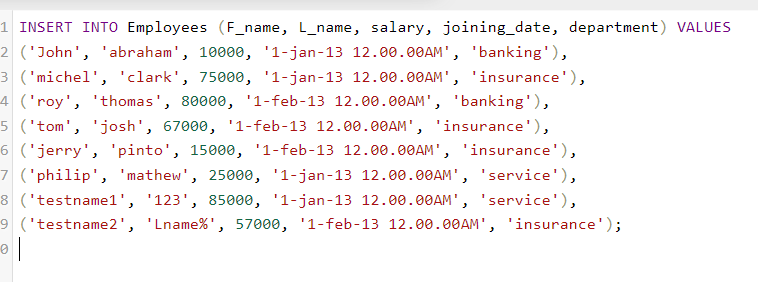 1 INSERT INTO Employees (F_name, L_name, salary, joining_date, department) VALUES
2 ('John', 'abraham', 10000, '1-jan-13 12.00.00AM', 'banking'),
3 ('michel', 'clark', 75000, '1-jan-13 12.00.00AM', 'insurance'),
4 ('roy', 'thomas', 80000, '1-feb-13 12.00.00AM', 'banking'),
5 ('tom', 'josh', 67000, '1-feb-13 12.00.00AM', 'insurance'),
6 ('jerry', 'pinto', 15000, '1-feb-13 12.00.00AM', 'insurance'),
7 ('philip', 'mathew', 25000, '1-jan-13 12.00.00AM', 'service'),
8 ('testname1', '123', 85000, '1-jan-13 12.00.00AM', 'service'),
9 ('testname2', 'Lname%', 57000, '1-feb-13 12.00.00AM', 'insurance');
0